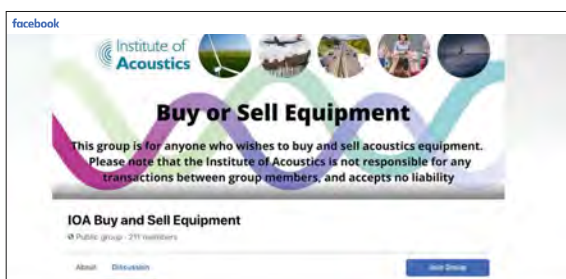 facebook
Institute of
Acoustics
Buy or Sell Equipment
This group is for anyone who wishes to buy and sell acoustics equipment.
Please note that the Institute of Acoustics is not responsible for any
transactions between group members, and accepts no liability
IOA Buy and Sell Equipment
Public group · 211 members
About Discussion
Join Group